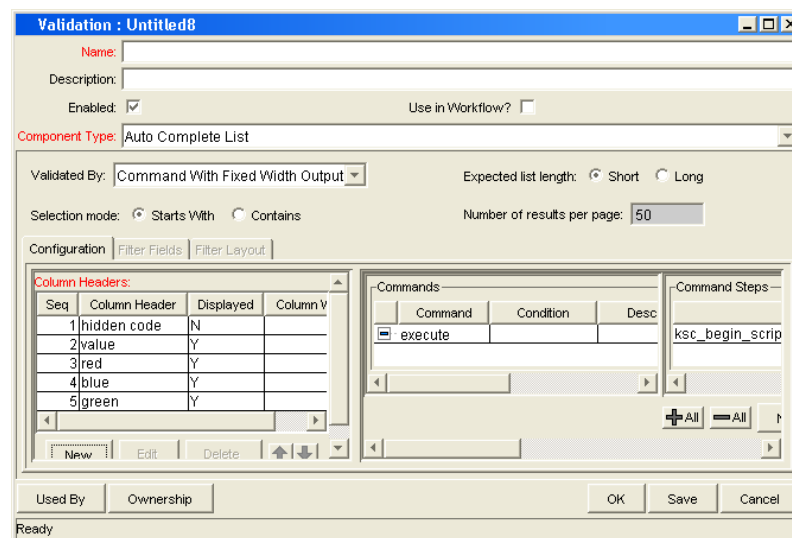 Validation : Untitled8
Name:
Description:
Enabled: Use in Workflow?
Component Type: Auto Complete List
Validated By: Command With Fixed Width Output Expected list length: Short Long
Selection mode: Starts With Contains Number of results per page: 50
Configuration Filter Fields Filter Layout
Column Headers: Commands Command Steps
Seq Column Header Displayed Column W Command Condition Desc
1 hidden code N execute ksc_begin_scrip
2 value Y
3 red Y
4 blue Y
5 green Y
All All
New Edit Delete
Used By Ownership OK Save Cancel
Ready